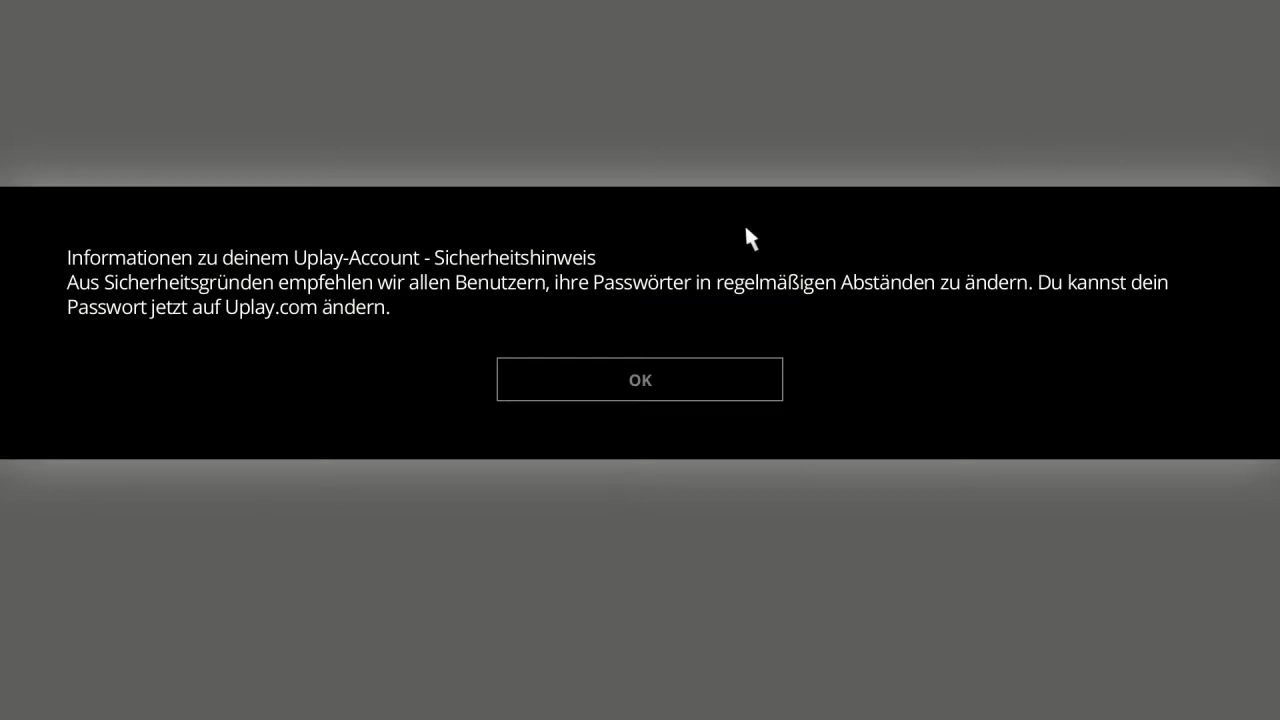 Informationen zu deinem Uplay-Account - Sicherheitshinweis
Aus Sicherheitsgründen empfehlen wir allen Benutzern, ihre Passwörter in regelmäßigen Abständen zu ändern. Du kannst dein
Passwort jetzt auf Uplay.com ändern.
OK